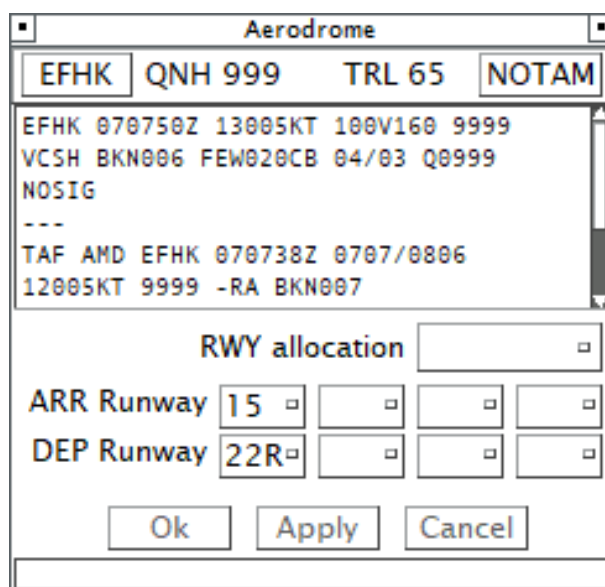 Aerodrome
EFHK QNH 999 TRL 65 NOTAM
EFHK 070750Z 13005KT 100V160 9999
VCSH BKN006 FEW020CB 04/03 Q0999
NOSIG
---
TAF AMD EFHK 070738Z 0707/0806
12005KT 9999 -RA BKN007
RWY allocation
ARR Runway 15
DEP Runway 22R
Ok Apply Cancel